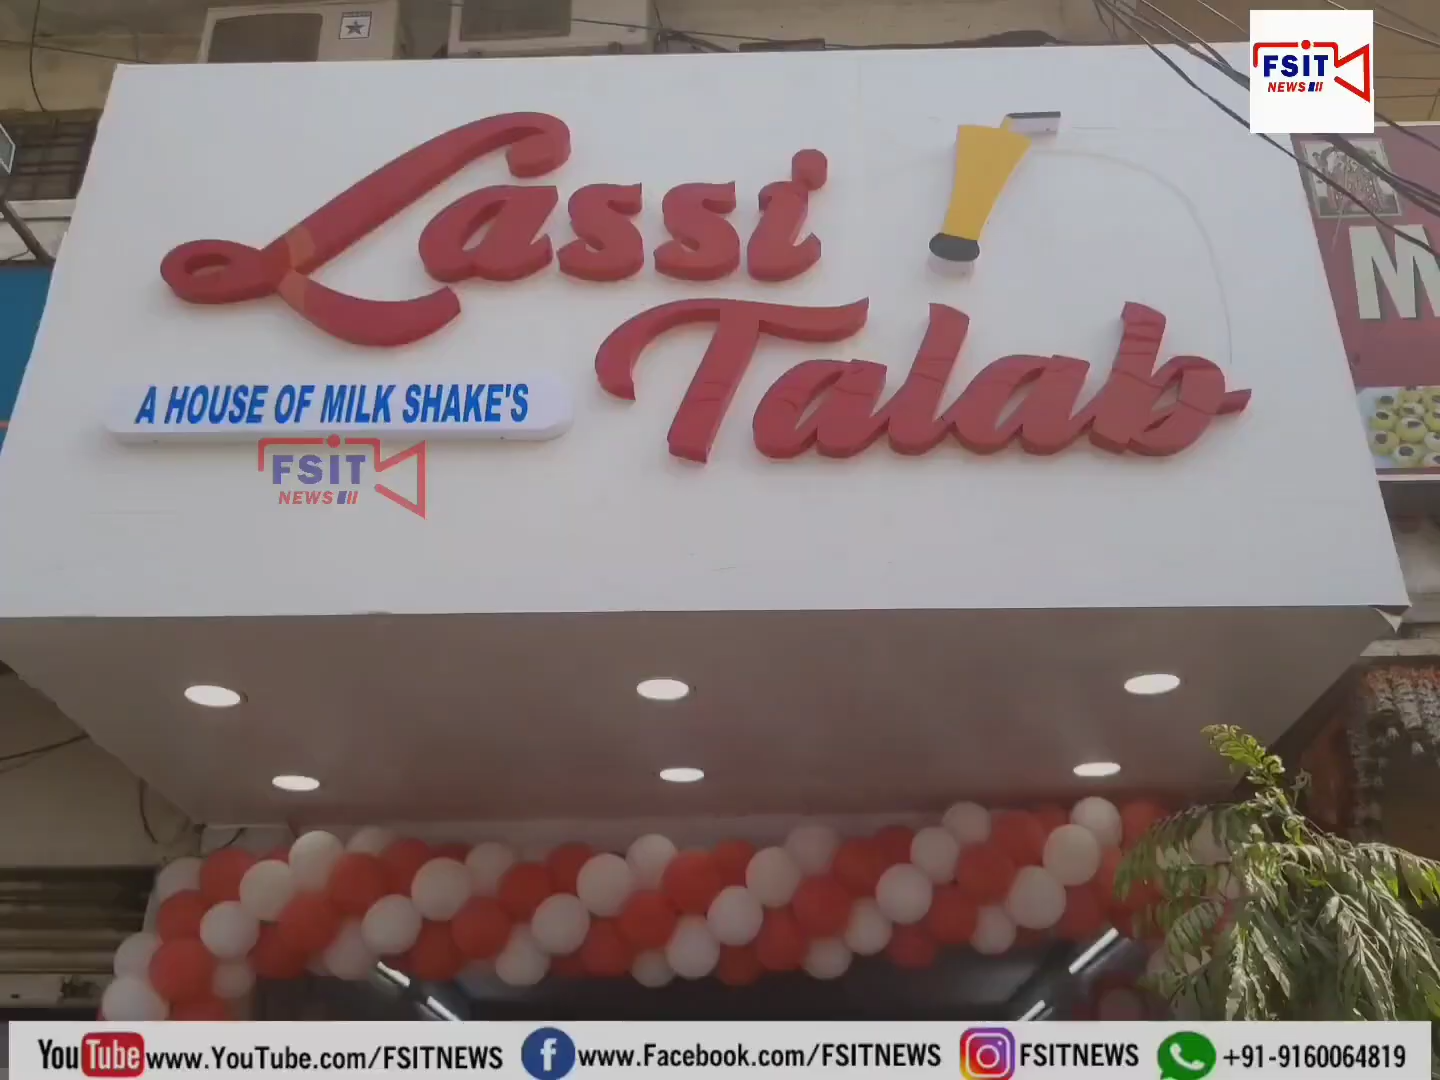 FSiT
NEWS
Lassi
Talab
A HOUSE OF MILK SHAKE'S
FSiT
NEWS
M
YouTube www.YouTube.com/FSITNEWS www.Facebook.com/FSITNEWS FSITNEWS +91-9160064819